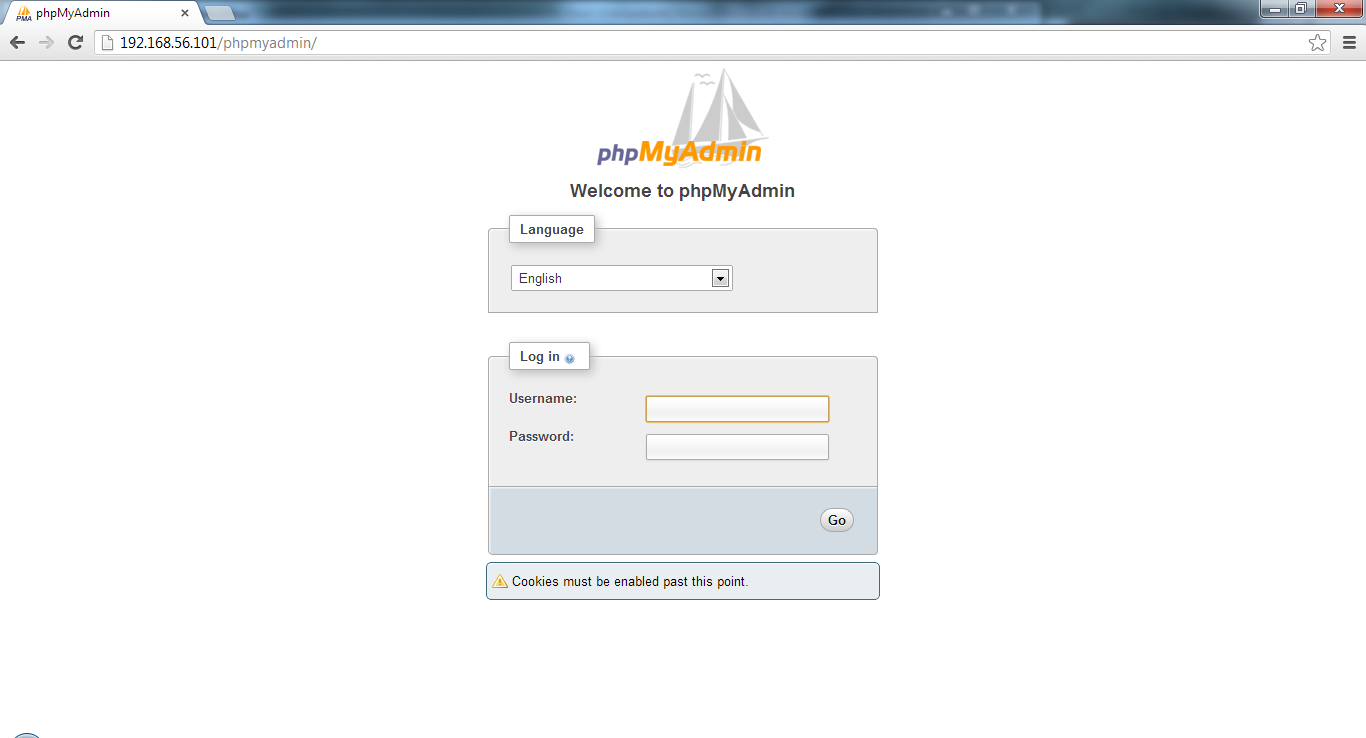 PMA phpMyAdmin
192.168.56.101/phpmyadmin/
phpMyAdmin
Welcome to phpMyAdmin
Language
English
Log in
Username:
Password:
Go
Cookies must be enabled past this point.